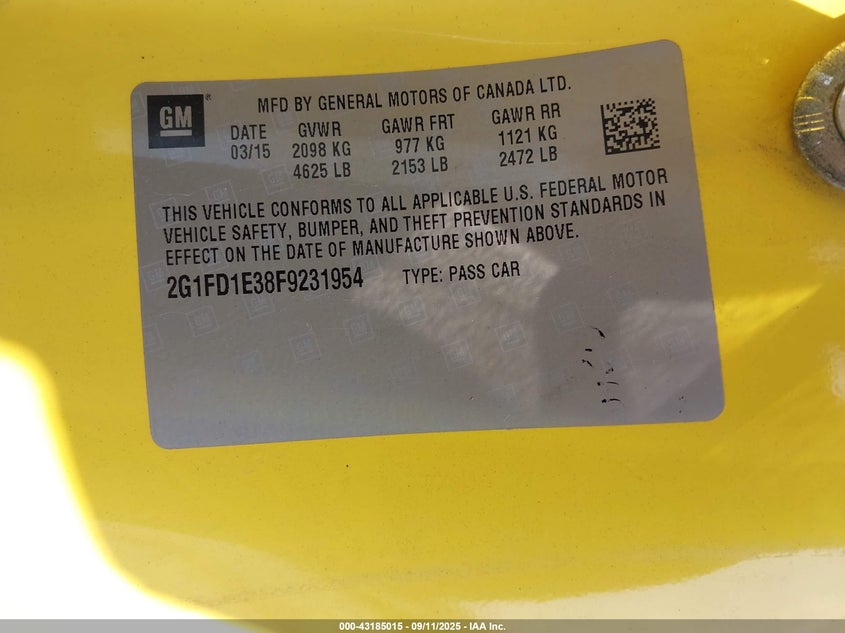 GM ®
MFD BY GENERAL MOTORS OF CANADA LTD.
DATE GVWR GAWR FRT GAWR RR
03/15 2098 KG 977 KG 1121 KG
4625 LB 2153 LB 2472 LB
THIS VEHICLE CONFORMS TO ALL APPLICABLE U.S. FEDERAL MOTOR
VEHICLE SAFETY, BUMPER, AND THEFT PREVENTION STANDARDS IN
EFFECT ON THE DATE OF MANUFACTURE SHOWN ABOVE.
2G1FD1E38F9231954 TYPE: PASS CAR
000-43185015 - 09/11/2025 - IAA Inc.